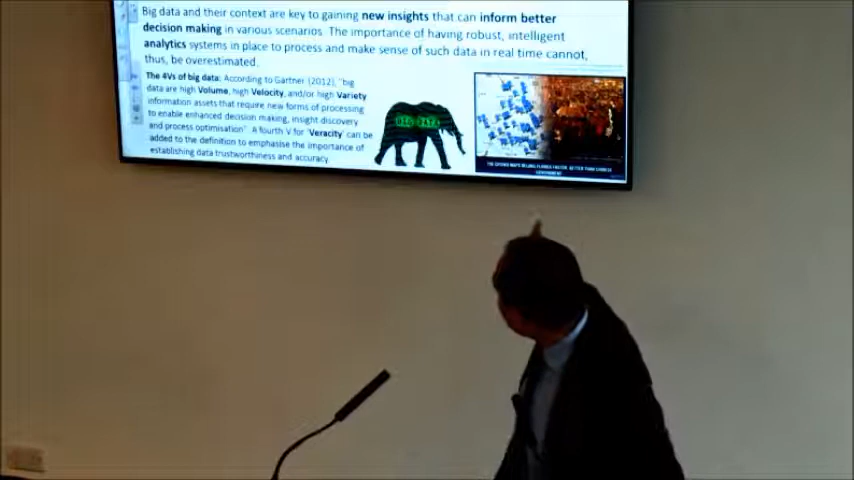 Big data and their context are key to gaining new insights that can inform better
decision making in various scenarios. The importance of having robust, intelligent
analytics systems in place to process and make sense of such data in real time cannot,
thus, be overestimated.
The 4Vs of big data: According to Gartner (2012), "big
data are high Volume, high Velocity, and/or high Variety
information assets that require new forms of processing
to enable enhanced decision making, insight discovery
and process optimisation". A fourth V for 'Veracity' can be
added to the definition to emphasise the importance of
establishing data trustworthiness and accuracy.
BIG DATA